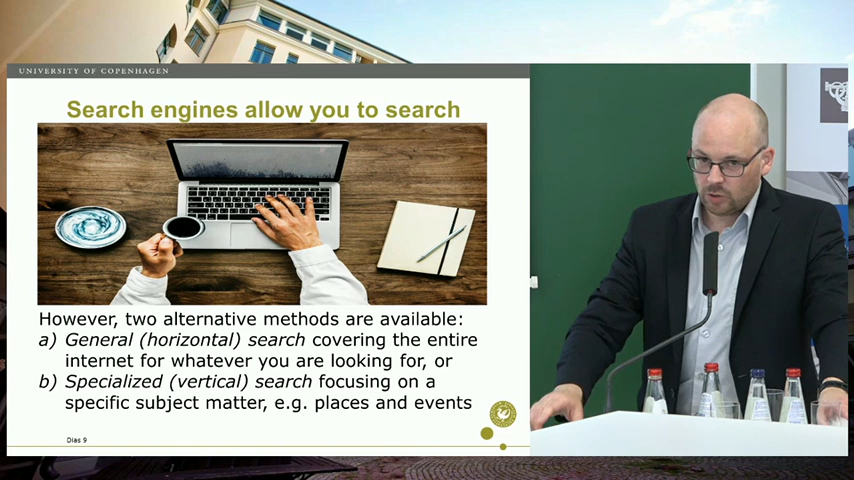 UNIVERSITY OF COPENHAGEN
Search engines allow you to search
However, two alternative methods are available:
a) General (horizontal) search covering the entire
internet for whatever you are looking for, or
b) Specialized (vertical) search focusing on a
specific subject matter, e.g. places and events
Dias 9